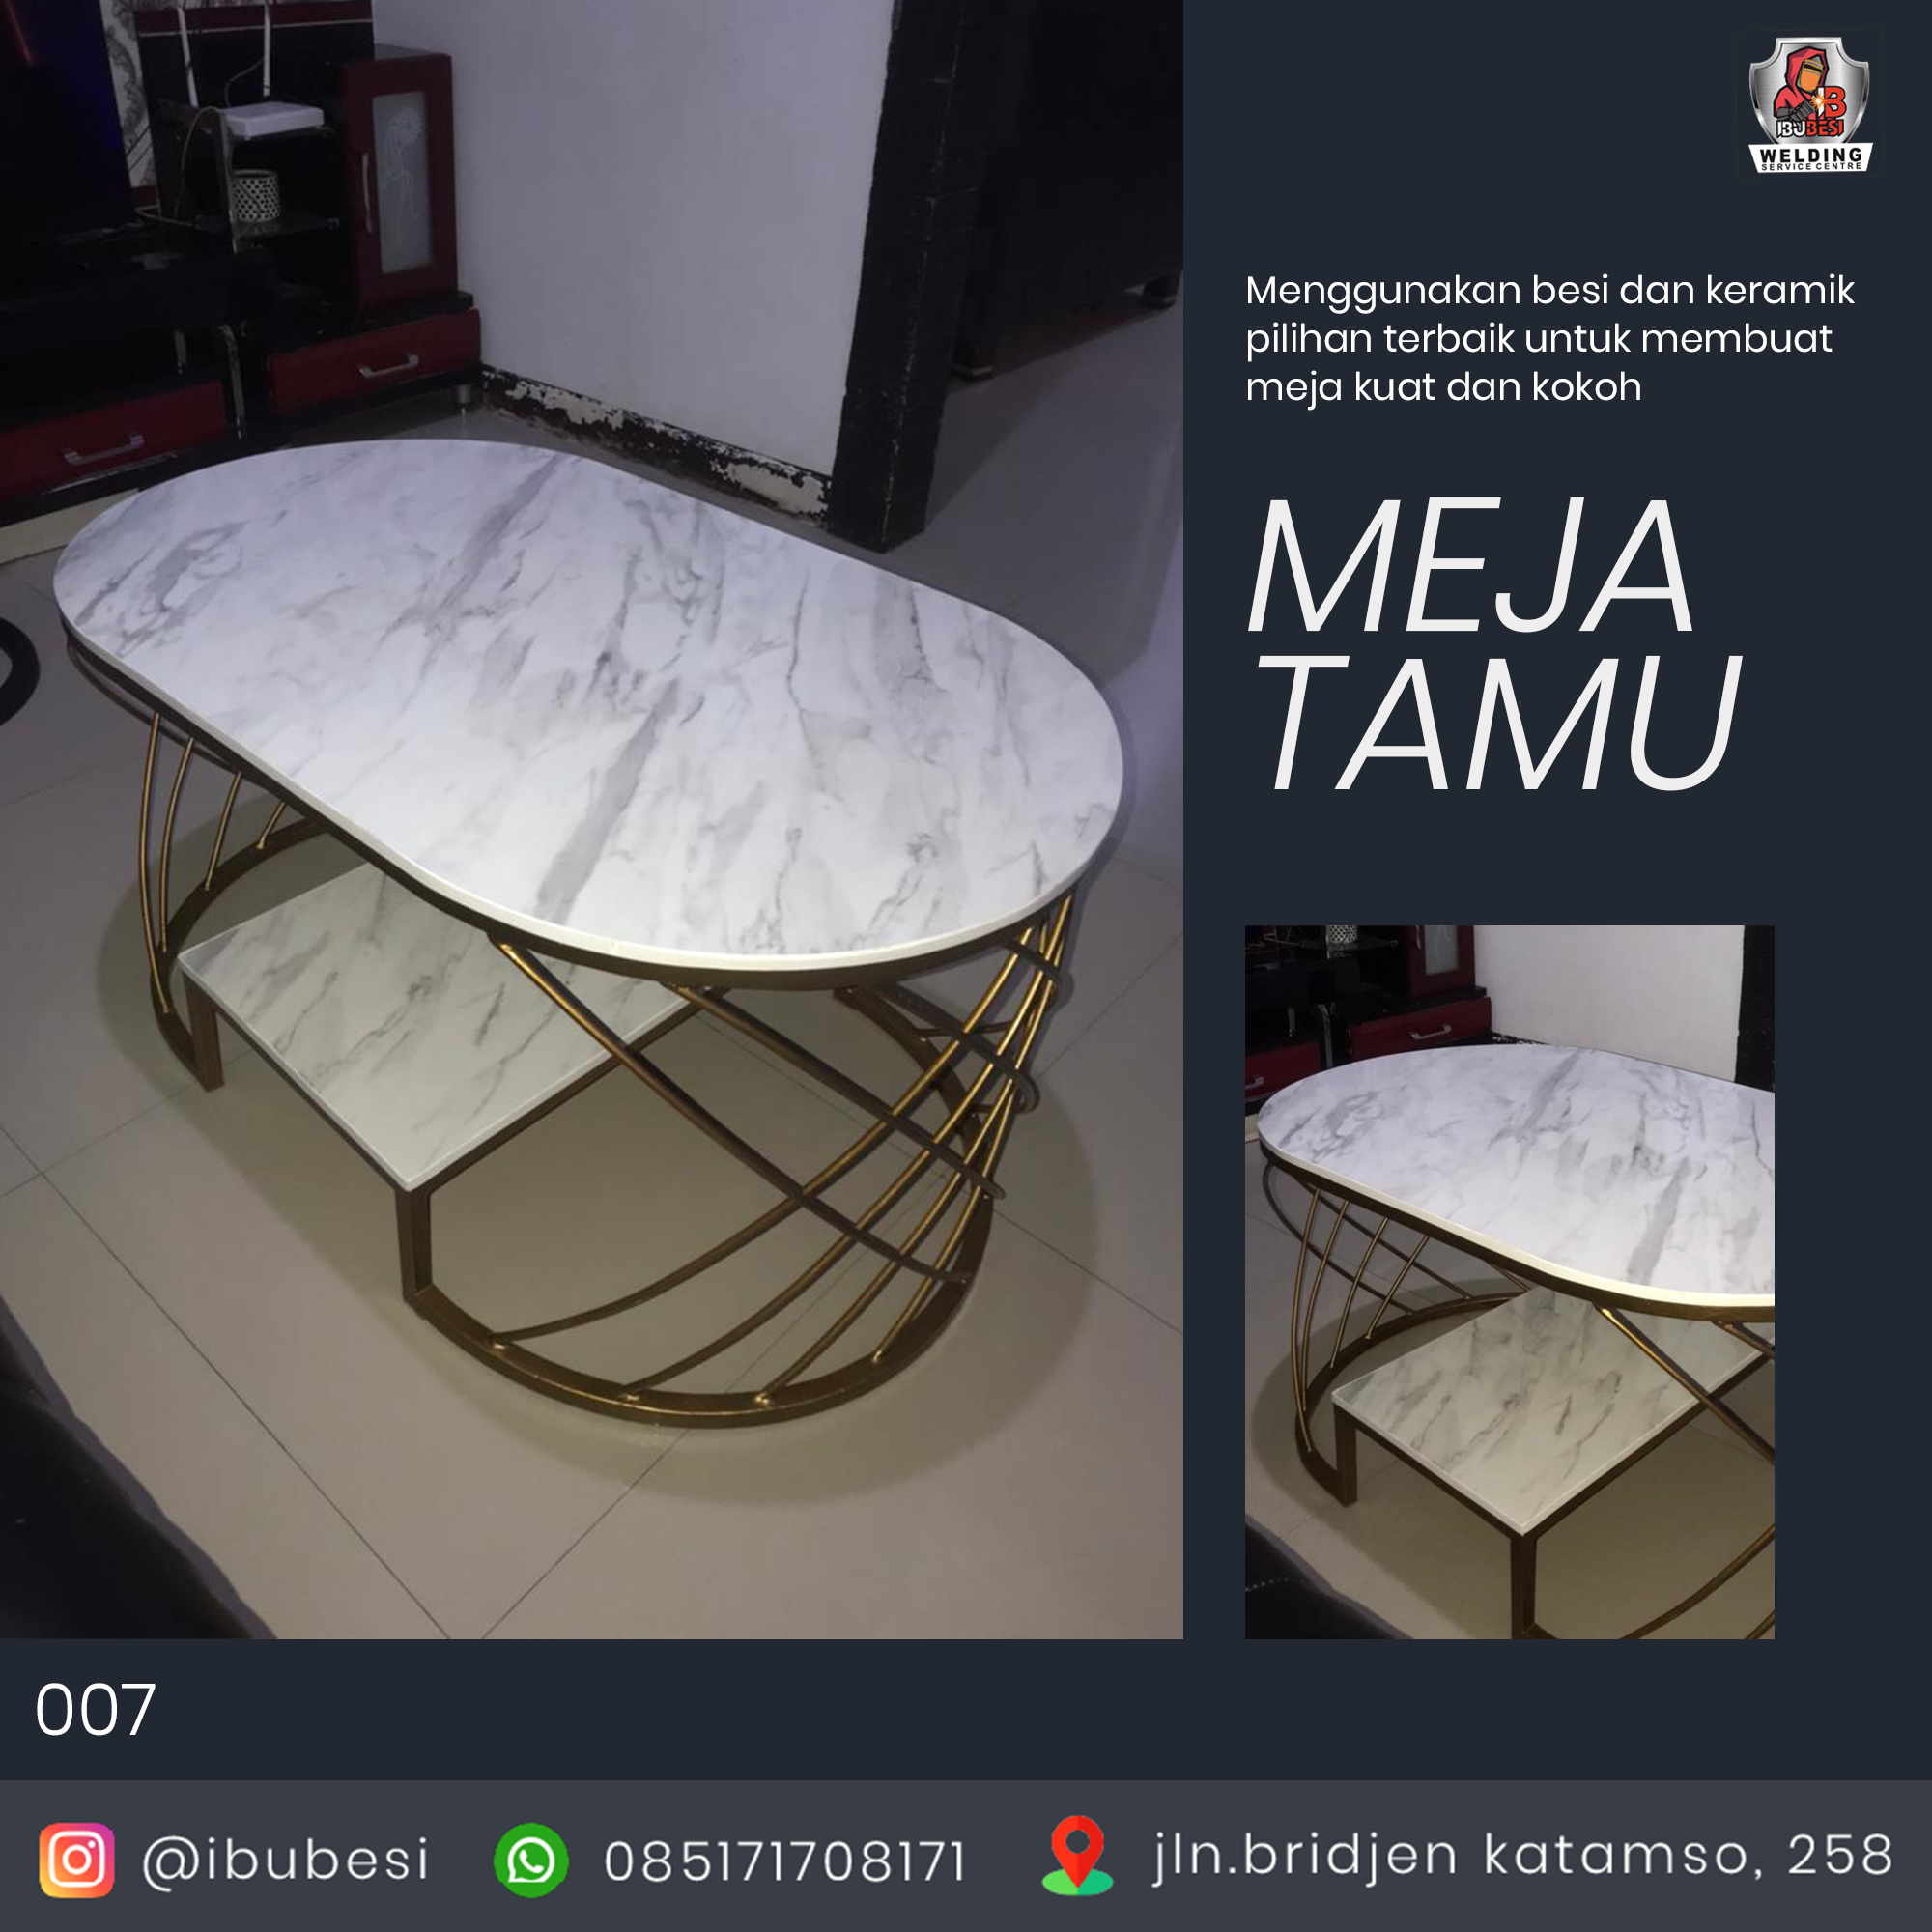 IB
IBUBESI
WELDING
SERVICE CENTRE
Menggunakan besi dan keramik
pilihan terbaik untuk membuat
meja kuat dan kokoh
MEJA
TAMU
007
@ibubesi
085171708171
jln.bridjen katamso, 258